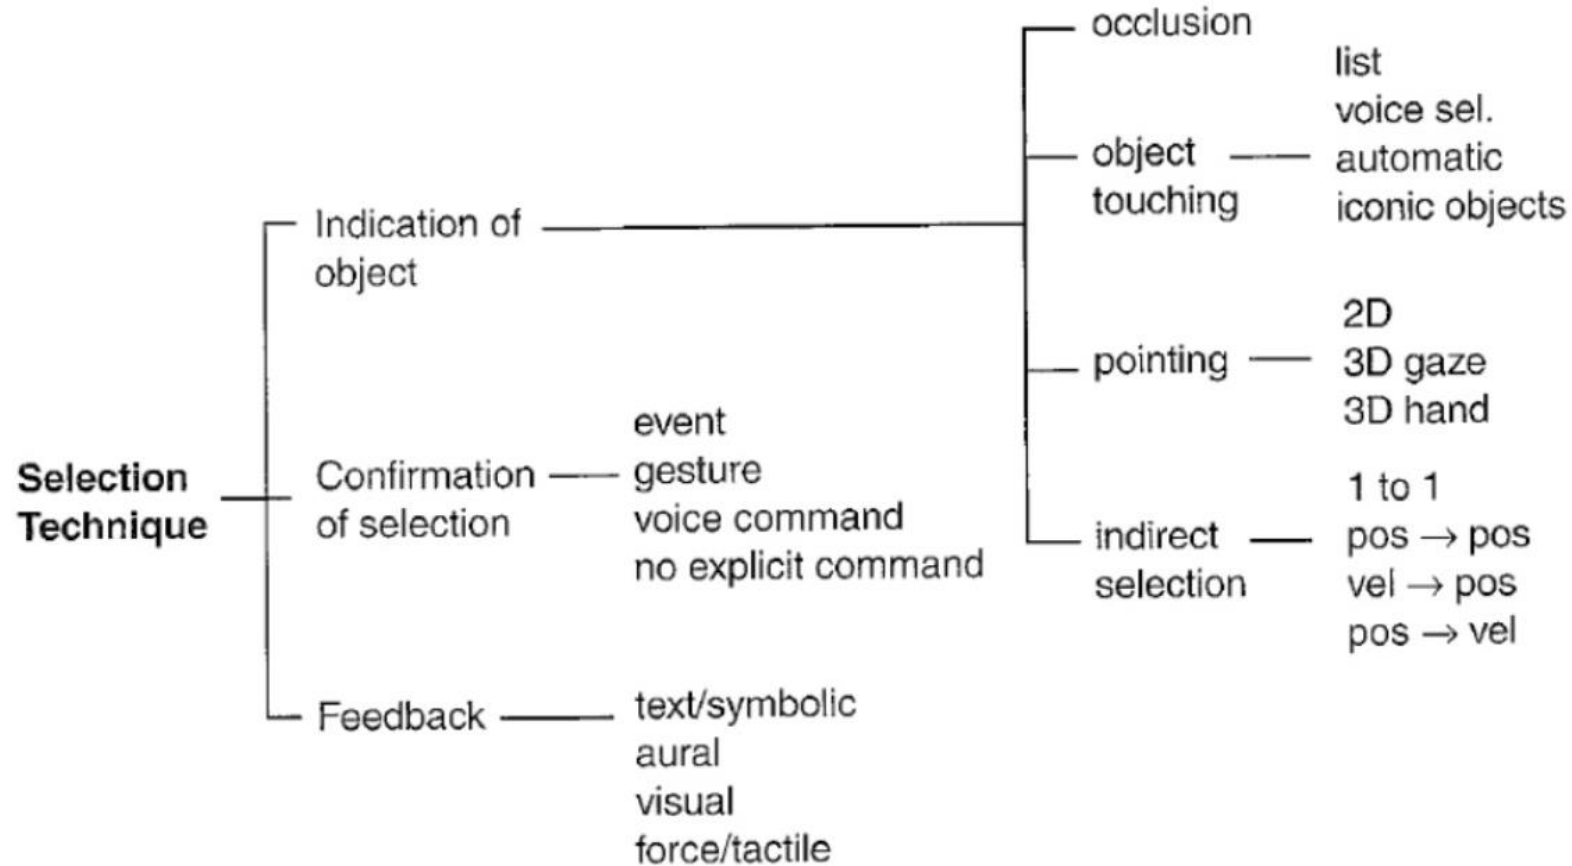 Selection
Technique
Indication of
object
Confirmation
of selection
Feedback
event
gesture
voice command
no explicit command
text/symbolic
aural
visual
force/tactile
occlusion
object
touching
pointing
indirect
selection
list
voice sel.
automatic
iconic objects
2D
3D gaze
3D hand
1 to 1
pos → pos
vel → pos
pos → vel